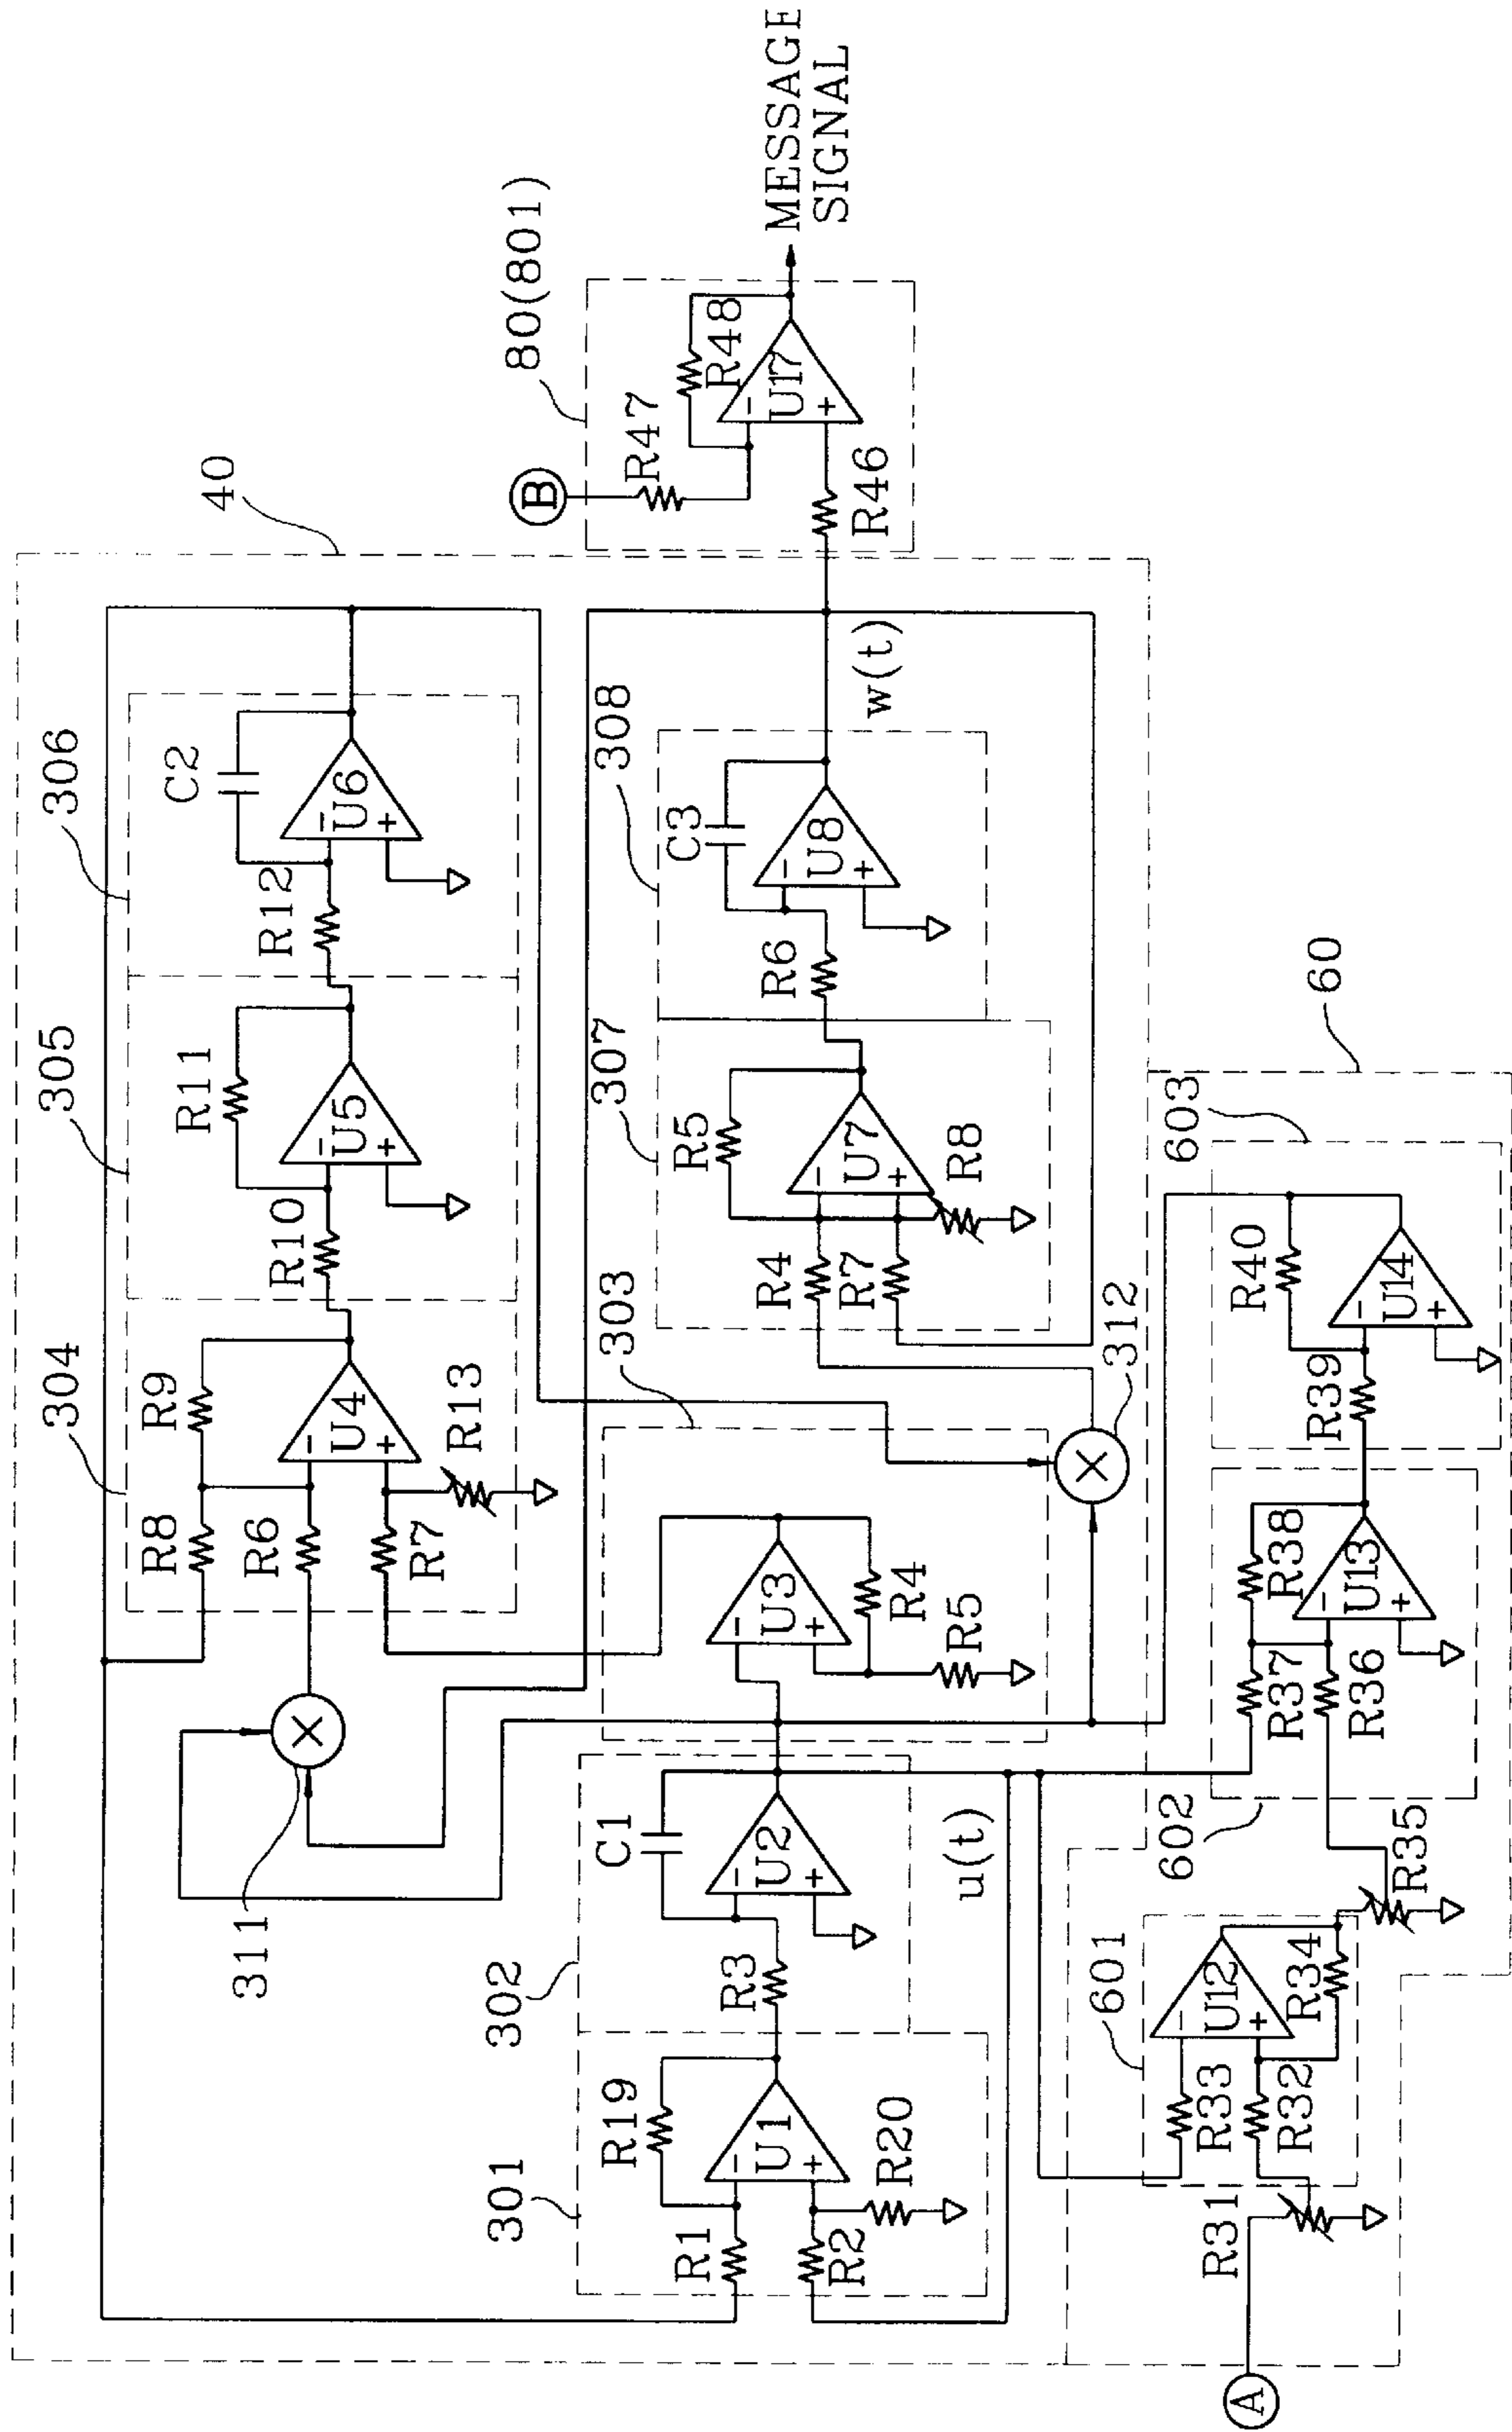 40
304
305
306
R8
R9
R6
U4
R7
R13
R10
R11
U5
R12
C2
U6
311
80(801)
B
R47
R48
U17
R46
MESSAGE
SIGNAL
303
U3
R4
R5
307
R5
R4
U7
R7
R8
308
C3
R6
U8
w(t)
312
301
R19
R1
U1
R2
R20
302
C1
R3
U2
u(t)
60
A
R31
601
R33
U12
R32
R34
R35
602
R37
R38
R36
U13
603
R39
R40
U14